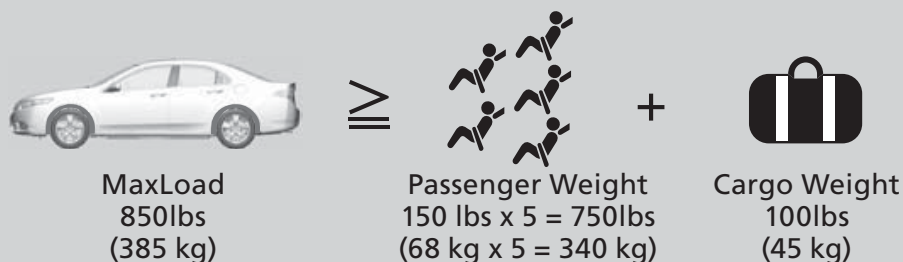 ≧ +
MaxLoad Passenger Weight Cargo Weight
850lbs 150 lbs x 5 = 750lbs 100lbs
(385 kg) (68 kg x 5 = 340 kg) (45 kg)